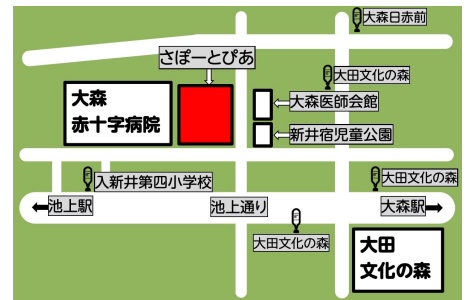 大森日赤前
さぽーとぴあ
大田文化の森
大森
赤十字病院
大森医師会館
新井宿児童公園
入新井第四小学校
大田文化の森
池上駅
池上通り
大森駅
大田文化の森
大田
文化の森